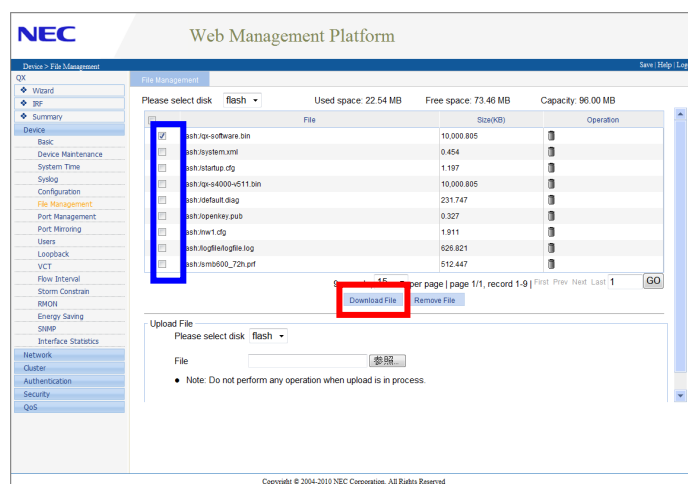 NEC
Web Management Platform
Device > File Management
Save | Help | Log
QX
Wizard
IRF
Summary
Device
Basic
Device Maintenance
System Time
Syslog
Configuration
File Management
Port Management
Port Mirroring
Users
Loopback
VCT
Flow Interval
Storm Constrain
RMON
Energy Saving
SNMP
Interface Statistics
Network
Cluster
Authentication
Security
QoS
File Management
Please select disk flash Used space: 22.54 MB Free space: 73.46 MB Capacity: 96.00 MB
File Size(KB) Operation
ash:/qx-software.bin 10,000.805
ash:/system.xml 0.454
ash:/startup.cfg 1.197
ash:/qx-s4000-v511.bin 10,000.805
ash:/default.diag 231.747
ash:/openkey.pub 0.327
ash:/nw1.cfg 1.911
ash:/logfile/logfile.log 626.821
ash:/smb600_72h.prf 512.447
9 15 per page | page 1/1, record 1-9 | First Prev Next Last 1 GO
Download File Remove File
Upload File
Please select disk flash
File 参照...
● Note: Do not perform any operation when upload is in process.
Copyright © 2004-2010 NEC Corporation. All Rights Reserved